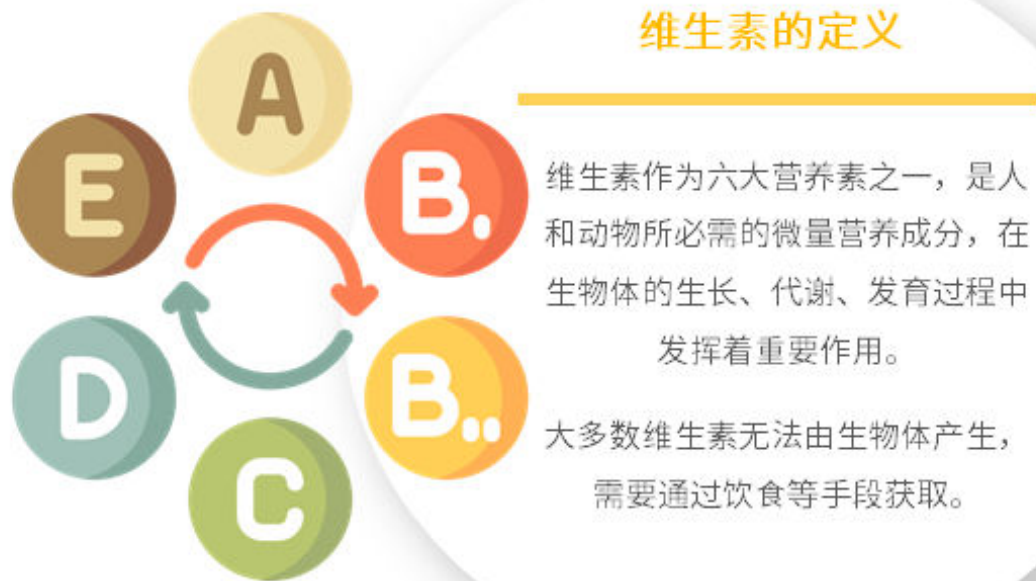 维生素的定义
A
E
B.
D
B..
C
维生素作为六大营养素之一，是人
和动物所必需的微量营养成分，在
生物体的生长、代谢、发育过程中
发挥着重要作用。
大多数维生素无法由生物体产生，
需要通过饮食等手段获取。